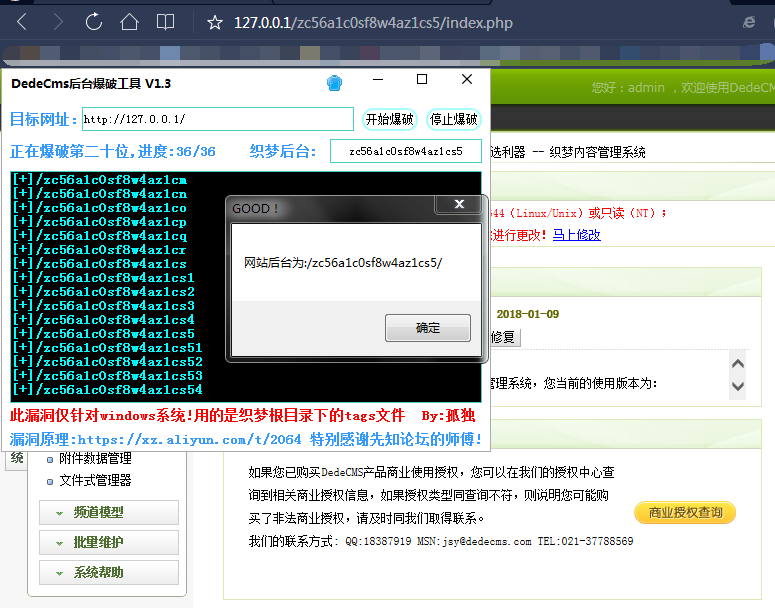 127.0.0.1/zc56a1c0sf8w4az1cs5/index.php
DedeCms后台爆破工具 V1.3
您好：admin ，欢迎使用DedeCM
目标网址: http://127.0.0.1/ 开始爆破 停止爆破
正在爆破第二十位,进度:36/36 织梦后台: zc56a1c0sf8w4az1cs5
选利器 -- 织梦内容管理系统
[+]/zc56a1c0sf8w4az1cm
[+]/zc56a1c0sf8w4az1cn
[+]/zc56a1c0sf8w4az1co
[+]/zc56a1c0sf8w4az1cp
[+]/zc56a1c0sf8w4az1cq
[+]/zc56a1c0sf8w4az1cr
[+]/zc56a1c0sf8w4az1cs
[+]/zc56a1c0sf8w4az1cs1
[+]/zc56a1c0sf8w4az1cs2
[+]/zc56a1c0sf8w4az1cs3
[+]/zc56a1c0sf8w4az1cs4
[+]/zc56a1c0sf8w4az1cs5
[+]/zc56a1c0sf8w4az1cs51
[+]/zc56a1c0sf8w4az1cs52
[+]/zc56a1c0sf8w4az1cs53
[+]/zc56a1c0sf8w4az1cs54
GOOD！
网站后台为:/zc56a1c0sf8w4az1cs5/
确定
644（Linux/Unix）或只读（NT）；
进行更改! 马上修改
2018-01-09
修复
管理系统，您当前的使用版本为：
此漏洞仅针对windows系统!用的是织梦根目录下的tags文件 By:孤独
漏洞原理:https://xz.aliyun.com/t/2064 特别感谢先知论坛的师傅!
统
附件数据管理
文件式管理器
频道模型
批量维护
系统帮助
如果您已购买DedeCMS产品商业使用授权，您可以在我们的授权中心查
询到相关商业授权信息，如果授权类型同查询不符，则说明您可能购
买了非法商业授权，请及时同我们取得联系。
我们的联系方式: QQ:18387919 MSN:jsy@dedecms.com TEL:021-37788569
商业授权查询